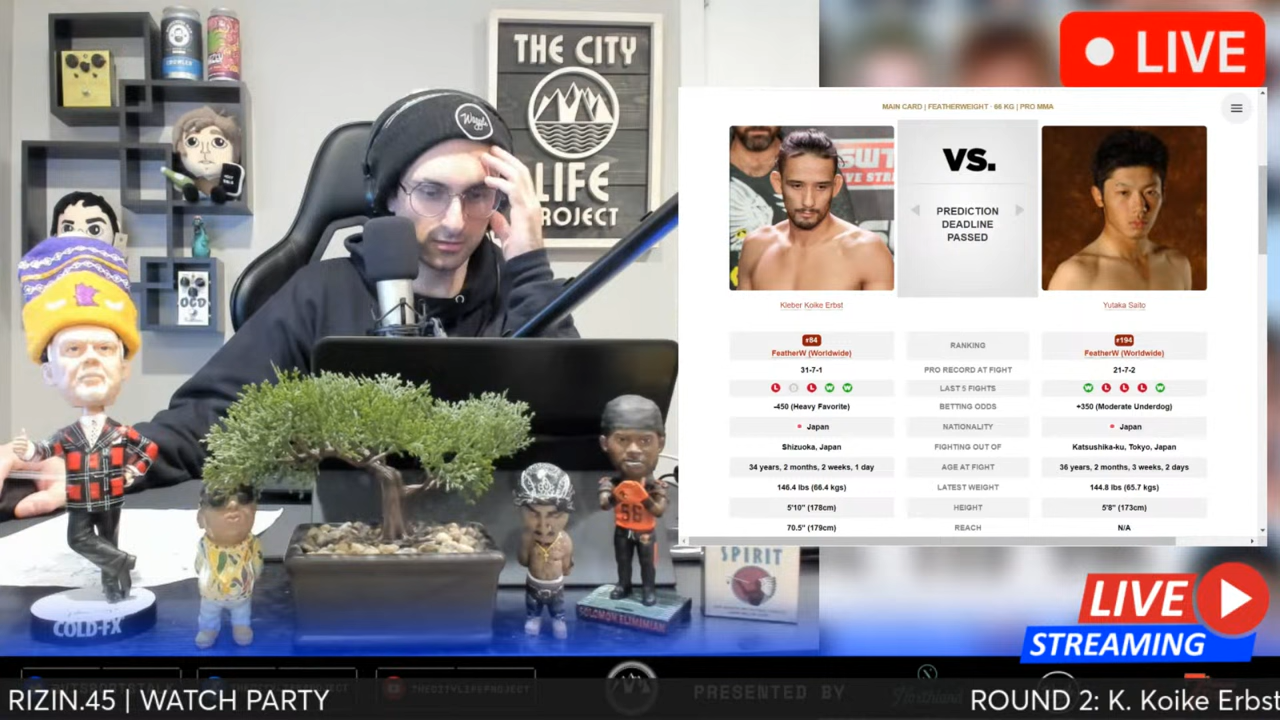 THE CITY
LIFE
PROJECT
Waggle
OCD
COLD-FX
56
SOLOMON ELIMIMIAN
SPIRIT
LIVE
MAIN CARD | FEATHERWEIGHT · 66 KG | PRO MMA
VS.
PREDICTION
DEADLINE
PASSED
Kleber Koike Erbst
Yutaka Saito
#84
FeatherW (Worldwide)
RANKING
#194
FeatherW (Worldwide)
31-7-1
PRO RECORD AT FIGHT
21-7-2
L L W W
LAST 5 FIGHTS
W L L L W
-450 (Heavy Favorite)
BETTING ODDS
+350 (Moderate Underdog)
Japan
NATIONALITY
Japan
Shizuoka, Japan
FIGHTING OUT OF
Katsushika-ku, Tokyo, Japan
34 years, 2 months, 2 weeks, 1 day
AGE AT FIGHT
36 years, 2 months, 3 weeks, 2 days
146.4 lbs (66.4 kgs)
LATEST WEIGHT
144.8 lbs (65.7 kgs)
5'10" (178cm)
HEIGHT
5'8" (173cm)
70.5" (179cm)
REACH
N/A
LIVE
STREAMING
THECITYLIFEPROJECT
PRESENTED BY
RIZIN.45 | WATCH PARTY
ROUND 2: K. Koike Erbst